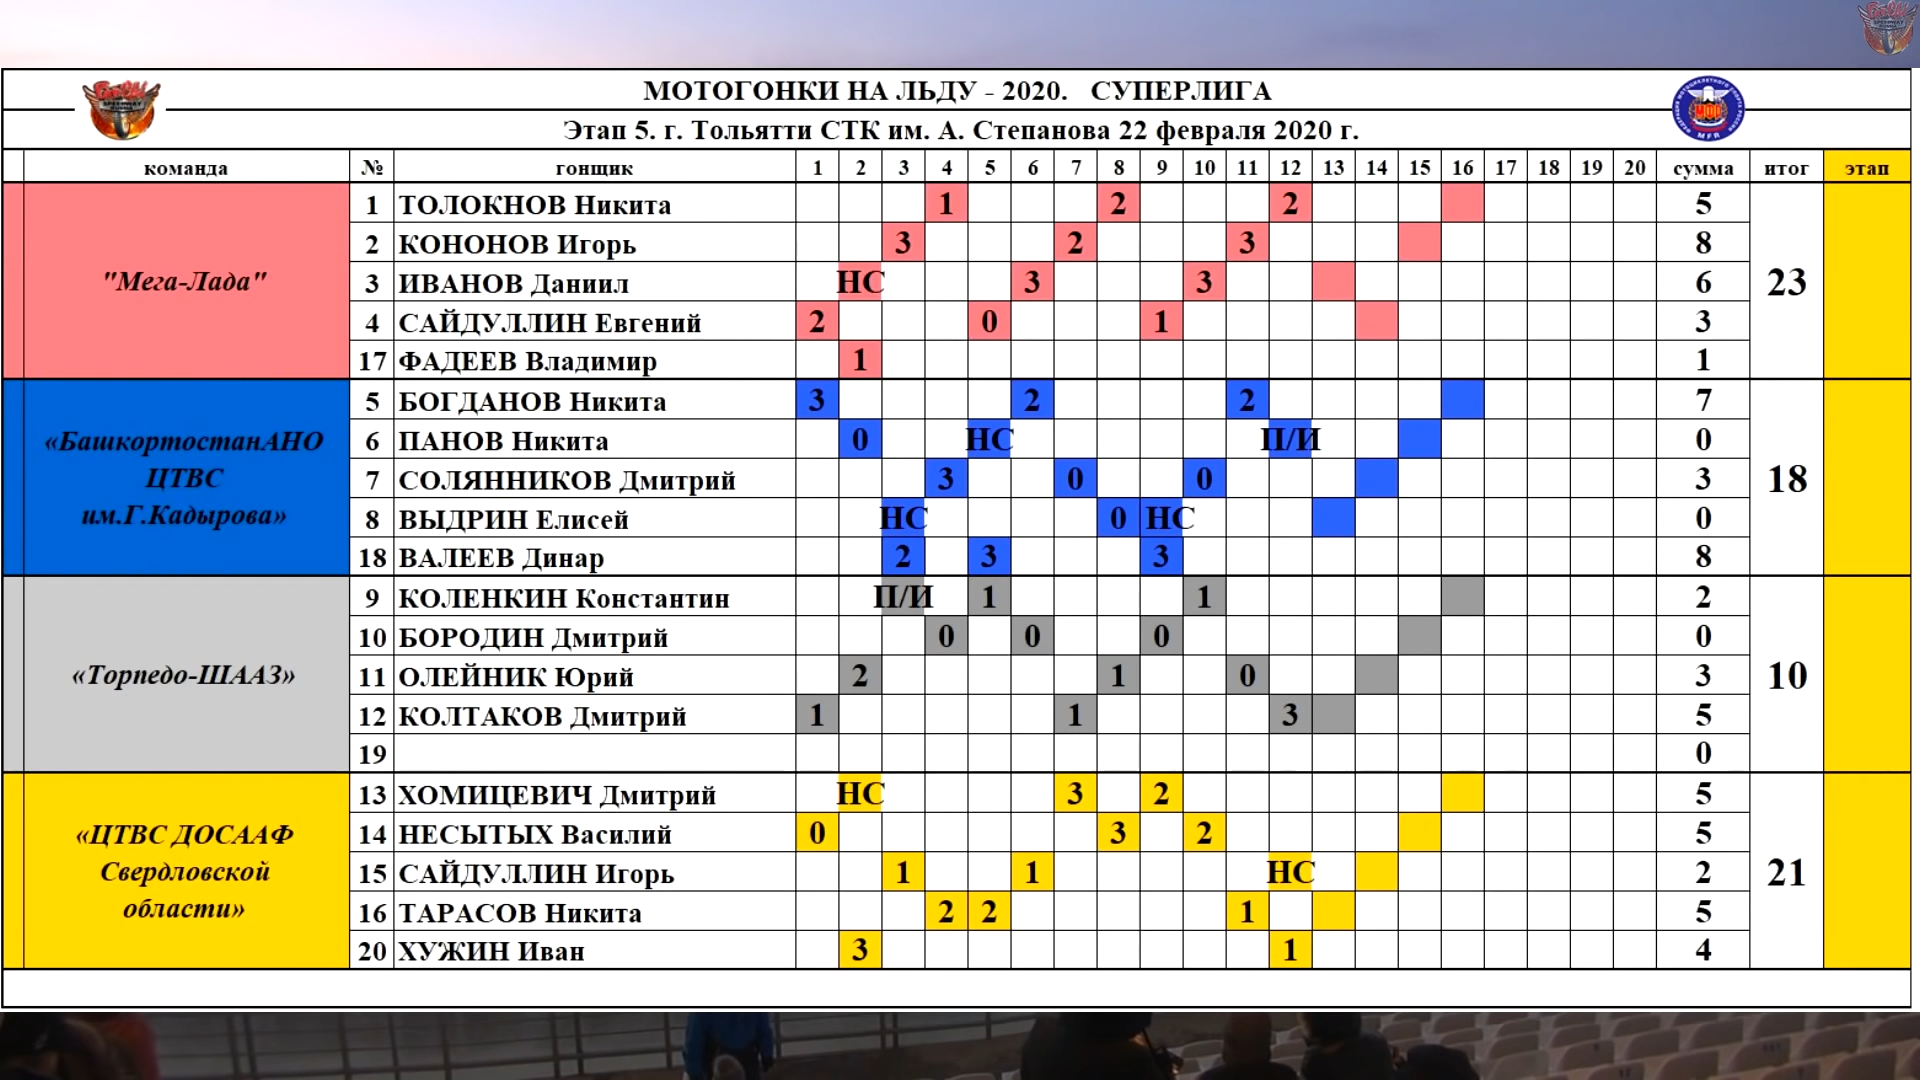 МОТОГОНКИ НА ЛЬДУ - 2020. СУПЕРЛИГА
Этап 5. г. Тольятти СТК им. А. Степанова 22 февраля 2020 г.
команда № гонщик 1 2 3 4 5 6 7 8 9 10 11 12 13 14 15 16 17 18 19 20 сумма итог этап
"Мега-Лада" 23
1 ТОЛОКНОВ Никита 1 2 2 5
2 КОНОНОВ Игорь 3 2 3 8
3 ИВАНОВ Даниил НС 3 3 6
4 САЙДУЛЛИН Евгений 2 0 1 3
17 ФАДЕЕВ Владимир 1 1
«БашкортостанАНО
ЦТВС
им.Г.Кадырова» 18
5 БОГДАНОВ Никита 3 2 2 7
6 ПАНОВ Никита 0 НС П/И 0
7 СОЛЯННИКОВ Дмитрий 3 0 0 3
8 ВЫДРИН Елисей НС 0 НС 0
18 ВАЛЕЕВ Динар 2 3 3 8
«Торпедо-ШААЗ» 10
9 КОЛЕНКИН Константин П/И 1 1 2
10 БОРОДИН Дмитрий 0 0 0 0
11 ОЛЕЙНИК Юрий 2 1 0 3
12 КОЛТАКОВ Дмитрий 1 1 3 5
19 0
«ЦТВС ДОСААФ
Свердловской
области» 21
13 ХОМИЦЕВИЧ Дмитрий НС 3 2 5
14 НЕСЫТЫХ Василий 0 3 2 5
15 САЙДУЛЛИН Игорь 1 1 НС 2
16 ТАРАСОВ Никита 2 2 1 5
20 ХУЖИН Иван 3 1 4